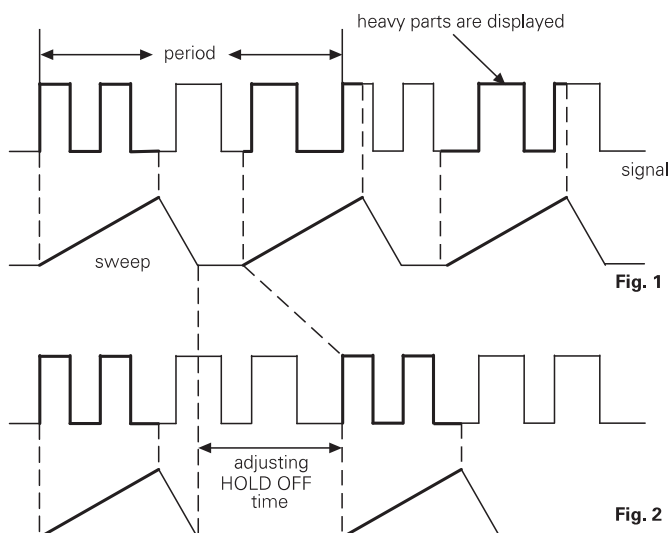 heavy parts are displayed
period
signal
sweep
Fig. 1
adjusting
HOLD OFF
time
Fig. 2